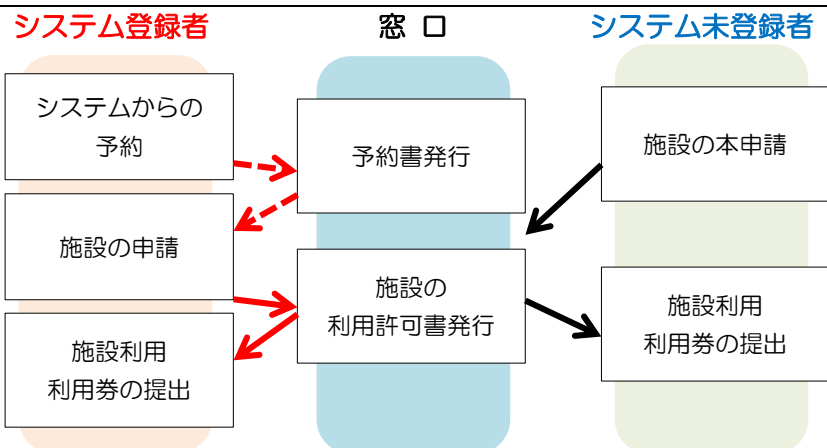 システム登録者
窓 口
システム未登録者
システムからの
予約
予約書発行
施設の本申請
施設の申請
施設の
利用許可書発行
施設利用
利用券の提出
施設利用
利用券の提出